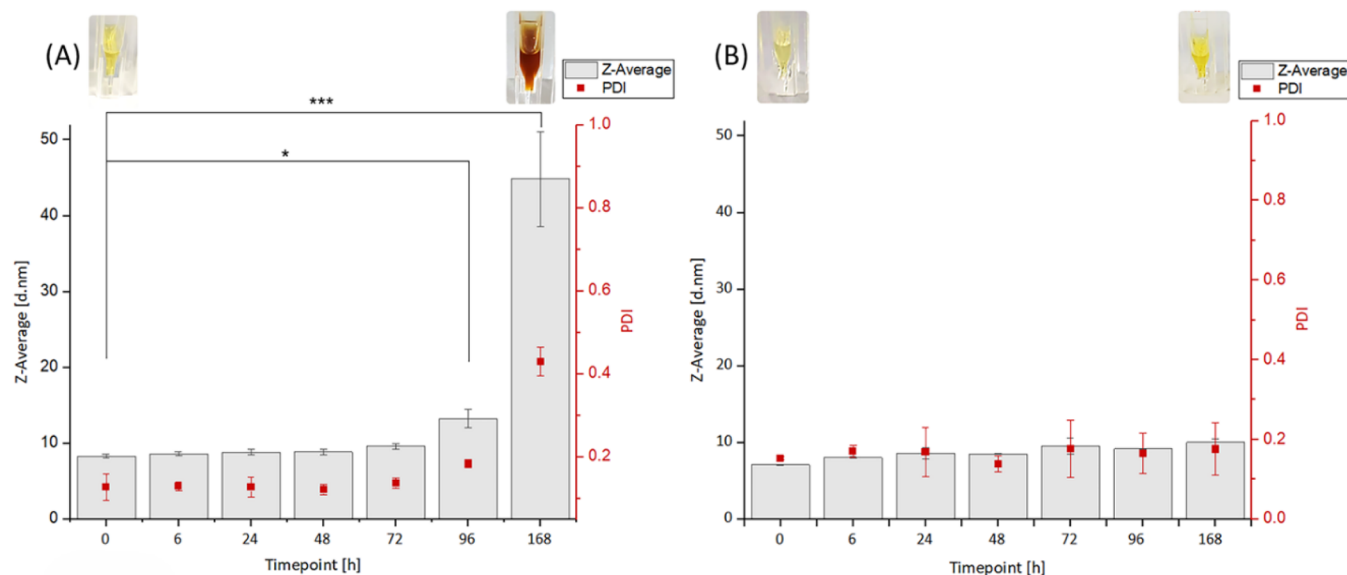 (A)
Z-Average
PDI
***
*
50
40
30
20
10
0
Z-Average [d.nm]
1.0
0.8
0.6
0.4
0.2
PDI
0 6 24 48 72 96 168
Timepoint [h]
(B)
Z-Average
PDI
50
40
30
20
10
0
Z-Average [d.nm]
1.0
0.8
0.6
0.4
0.2
0.0
PDI
0 6 24 48 72 96 168
Timepoint [h]